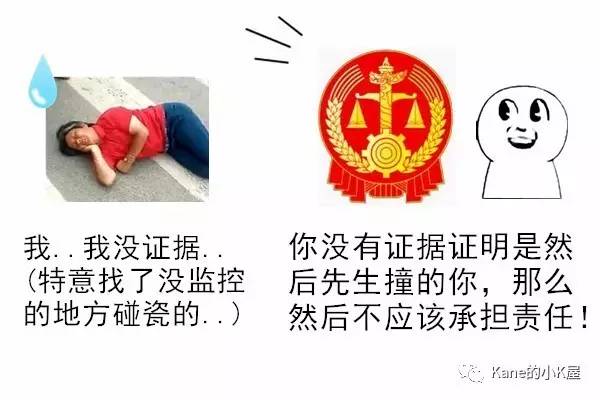 我..我没证据..
(特意找了没监控
的地方碰瓷的..)
你没有证据证明是然
后先生撞的你，那么
然后不应该承担责任！
Kane的小K屋